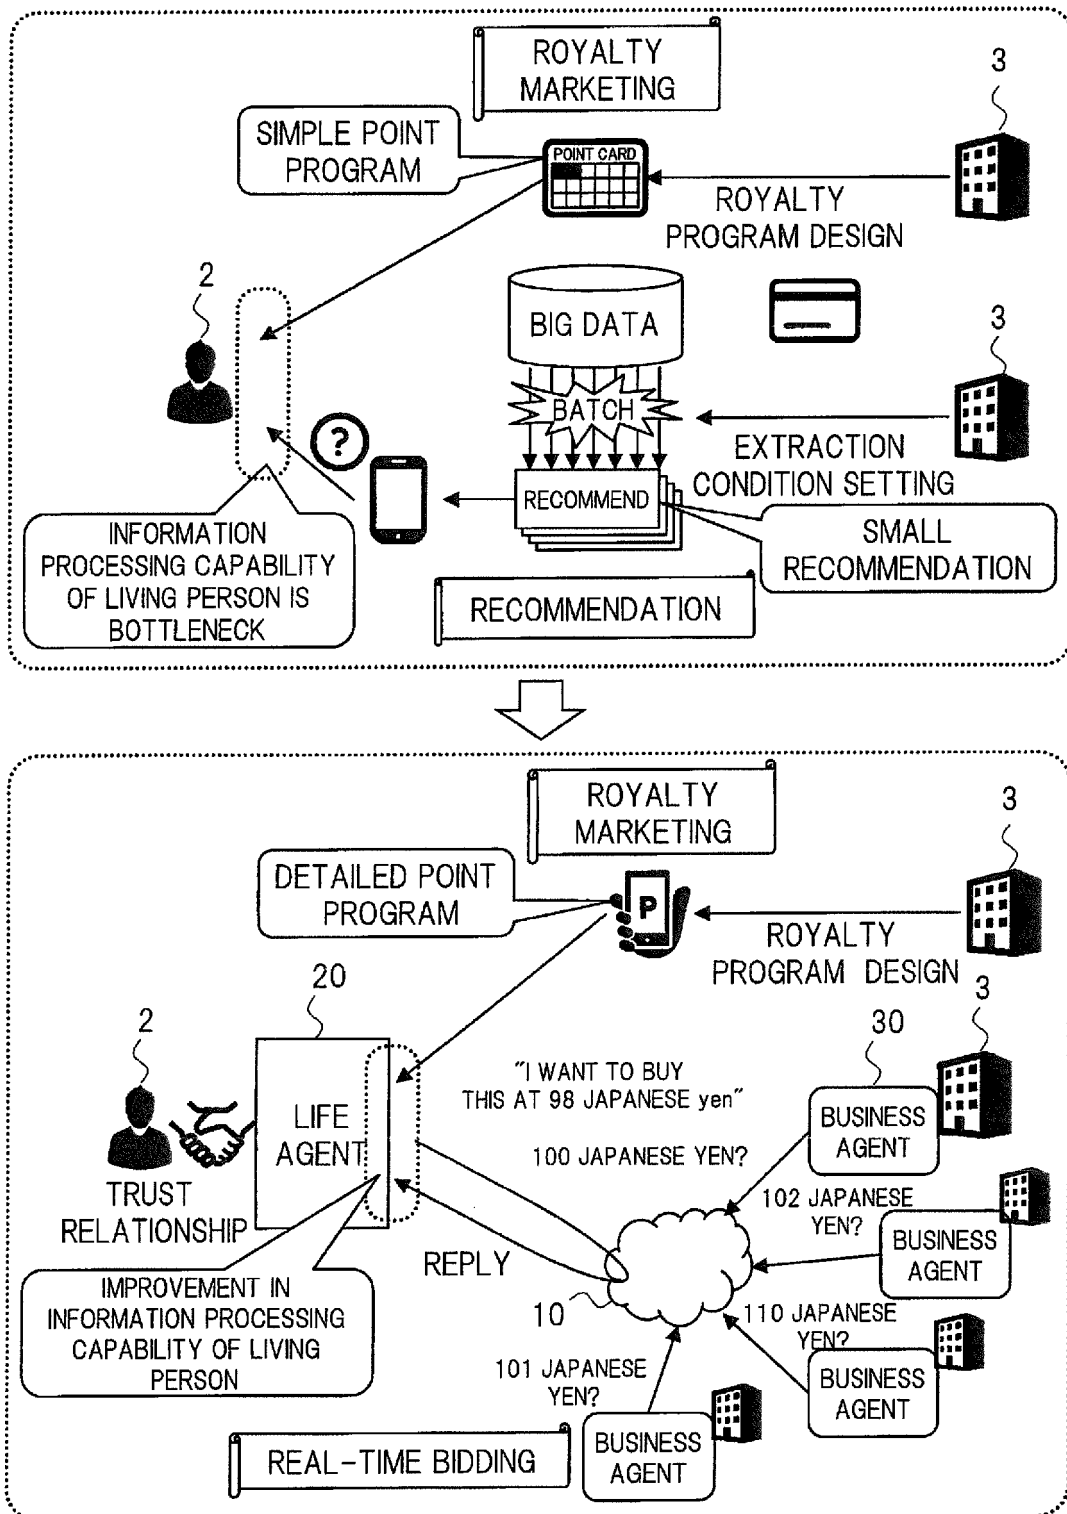 ROYALTY
MARKETING
3
SIMPLE POINT
PROGRAM
POINT CARD
ROYALTY
PROGRAM DESIGN
2
BIG DATA
3
BATCH
?
EXTRACTION
CONDITION SETTING
RECOMMEND
INFORMATION
PROCESSING CAPABILITY
OF LIVING PERSON IS
BOTTLENECK
SMALL
RECOMMENDATION
RECOMMENDATION
ROYALTY
MARKETING
3
DETAILED POINT
PROGRAM
P
ROYALTY
PROGRAM DESIGN
20
2
3
30
"I WANT TO BUY
THIS AT 98 JAPANESE yen"
LIFE
AGENT
BUSINESS
AGENT
100 JAPANESE YEN?
TRUST
RELATIONSHIP
102 JAPANESE
YEN?
BUSINESS
AGENT
REPLY
10
IMPROVEMENT IN
INFORMATION PROCESSING
CAPABILITY OF LIVING
PERSON
110 JAPANESE
YEN?
BUSINESS
AGENT
101 JAPANESE
YEN?
BUSINESS
AGENT
REAL-TIME BIDDING